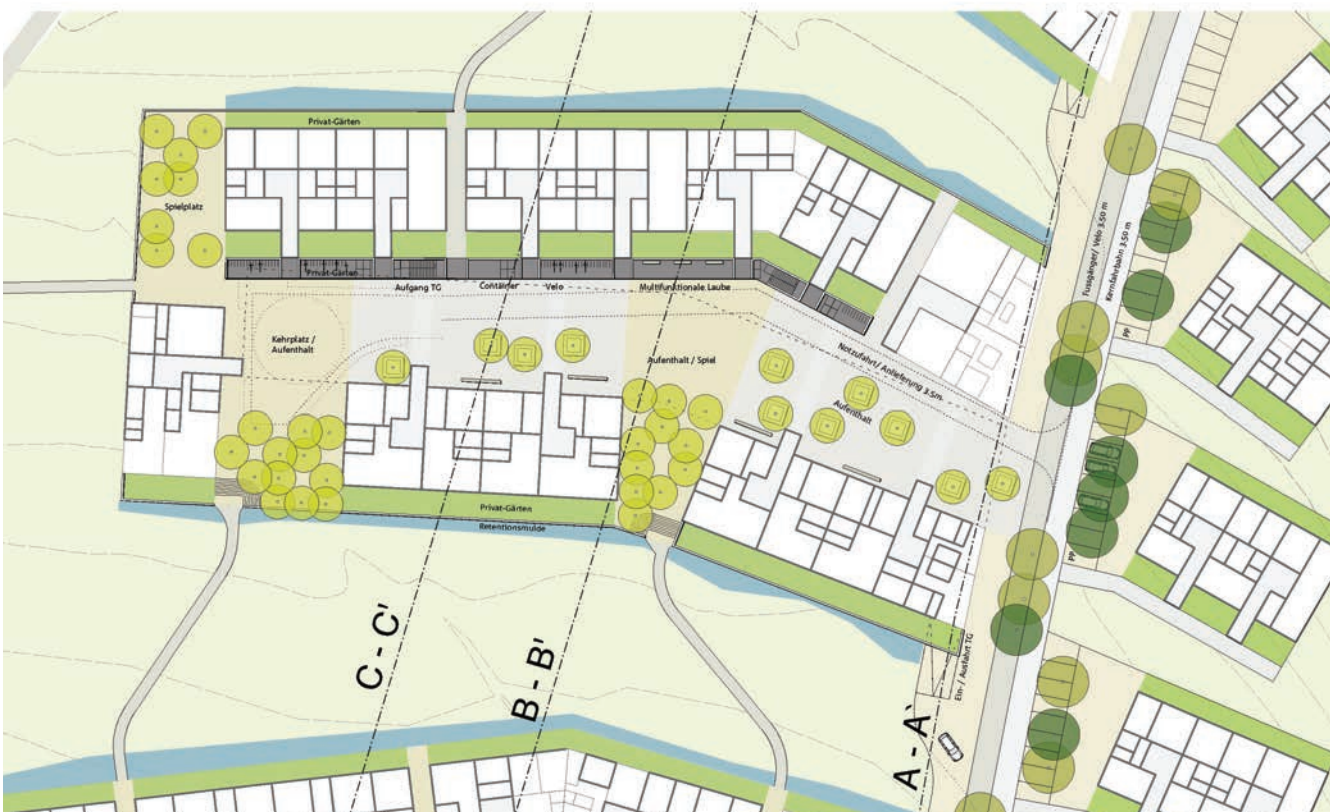 Privat-Gärten
Spielplatz
Privat-Gärten
Aufgang TG
Container
Velo
Multifunktionale Laube
Kehrplatz /
Aufenthalt
Aufenthalt / Spiel
Notzufahrt/ Anlieferung 3.5m
Aufenthalt
Fussgänger/ Velo 3.50 m
Kernfahrbahn 3.50 m
PP
PP
Privat-Gärten
Retentionsmulde
Ein- / Ausfahrt TG
C - C'
B - B'
A - A`